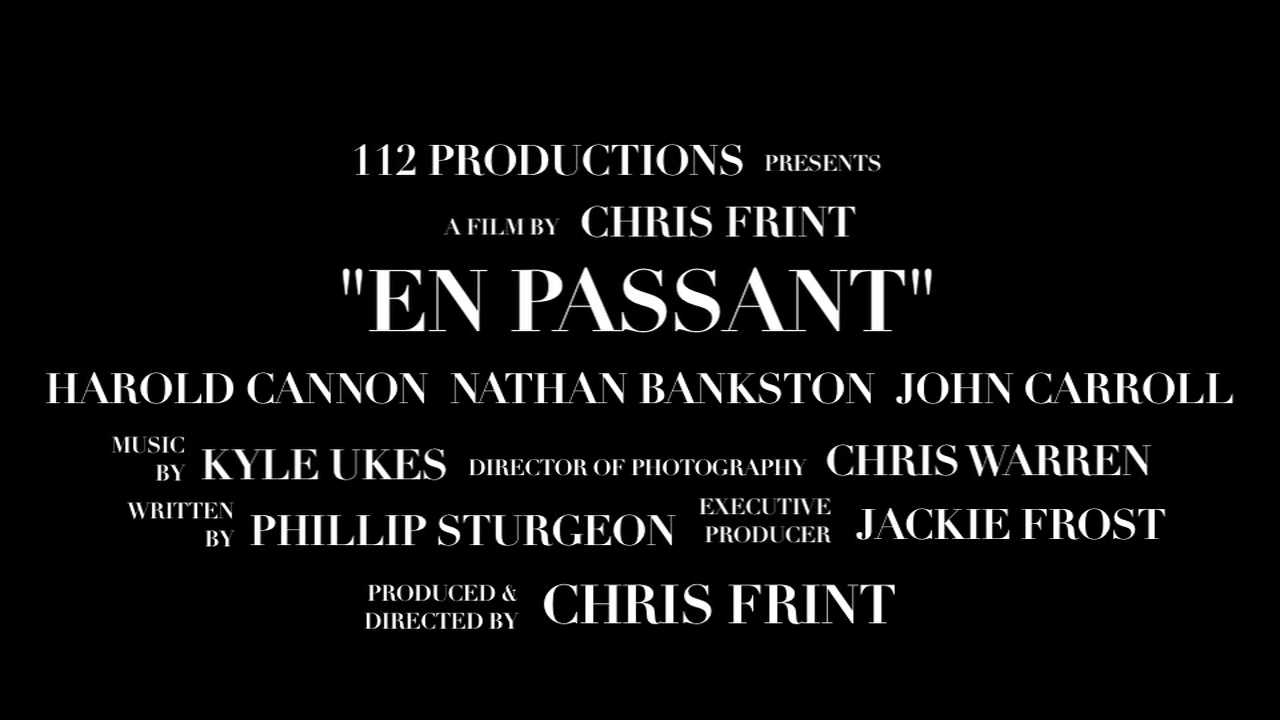 112 PRODUCTIONS PRESENTS
A FILM BY CHRIS FRINT
"EN PASSANT"
HAROLD CANNON NATHAN BANKSTON JOHN CARROLL
MUSIC BY KYLE UKES DIRECTOR OF PHOTOGRAPHY CHRIS WARREN
WRITTEN BY PHILLIP STURGEON EXECUTIVE PRODUCER JACKIE FROST
PRODUCED & DIRECTED BY CHRIS FRINT